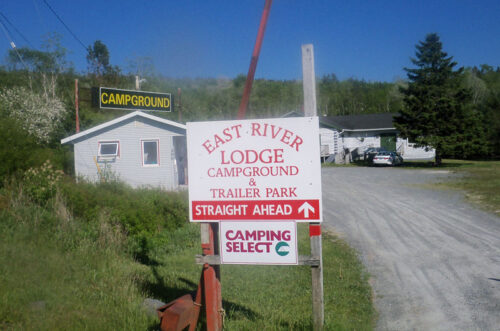 CAMPGROUND
EAST RIVER
LODGE
CAMPGROUND
&
TRAILER PARK
STRAIGHT AHEAD
CAMPING
SELECT